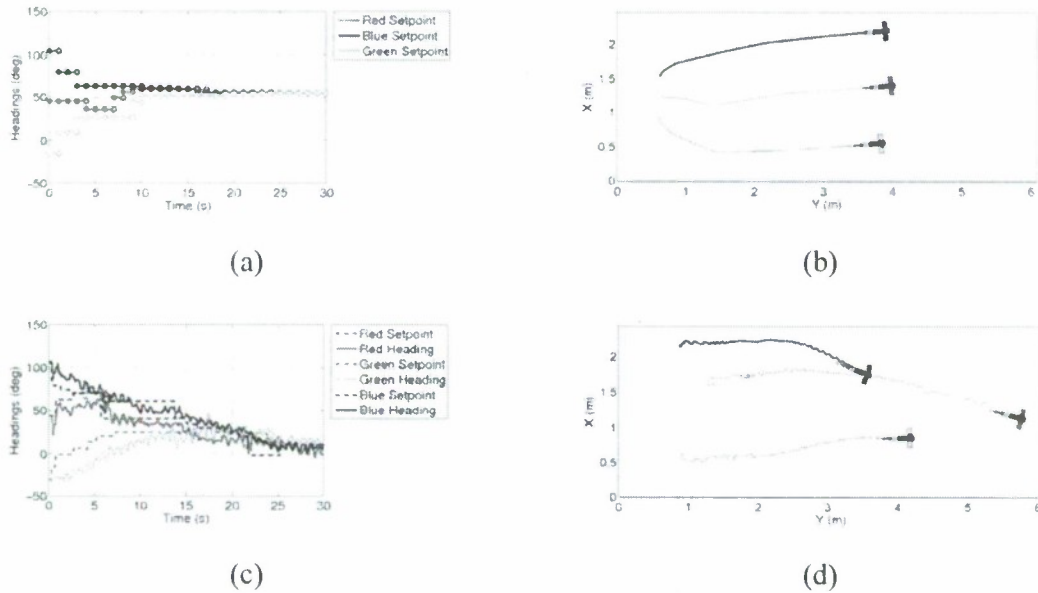 150
100
50
0
-50
Headings (deg)
0 5 10 15 20 25 30
Time (s)
Red Setpoint
Blue Setpoint
Green Setpoint
(a)
2
1.5
1
0.5
0
X (m)
0 1 2 3 4 5 6
Y (m)
(b)
150
100
50
0
-50
Headings (deg)
0 5 10 15 20 25 30
Time (s)
Red Setpoint
Red Heading
Green Setpoint
Green Heading
Blue Setpoint
Blue Heading
(c)
2
1.5
1
0.5
0
X (m)
0 1 2 3 4 5 6
Y (m)
(d)